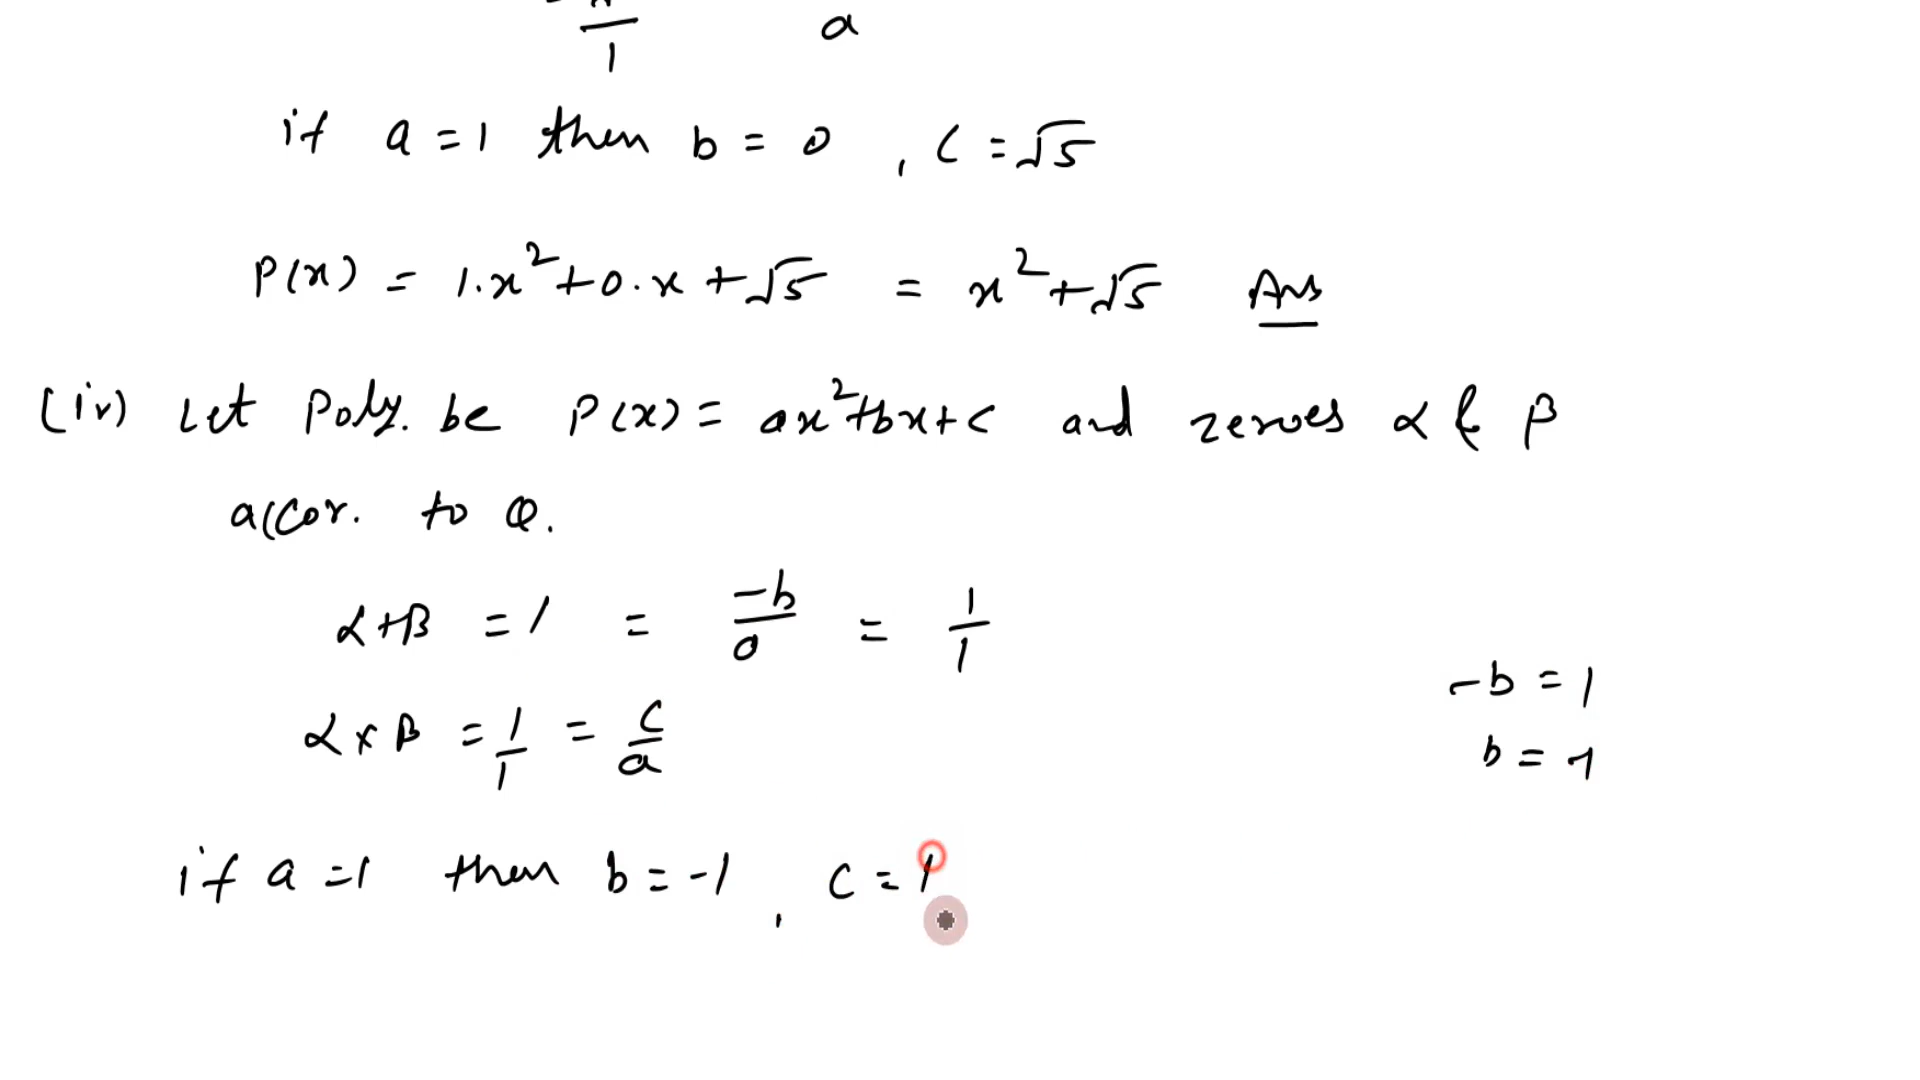 1 a
if a = 1 then b = 0 , C = √5
P(x) = 1.x²+0.x+√5 = x²+√5 Ans
(iv) Let Poly. be P(x) = ax²+bx+c and zeroes α & β
accor. to Q.
α+β = 1 = -b/a = 1/1
α×β = 1/1 = c/a
-b = 1
b = -1
if a = 1 then b = -1 , c = 1